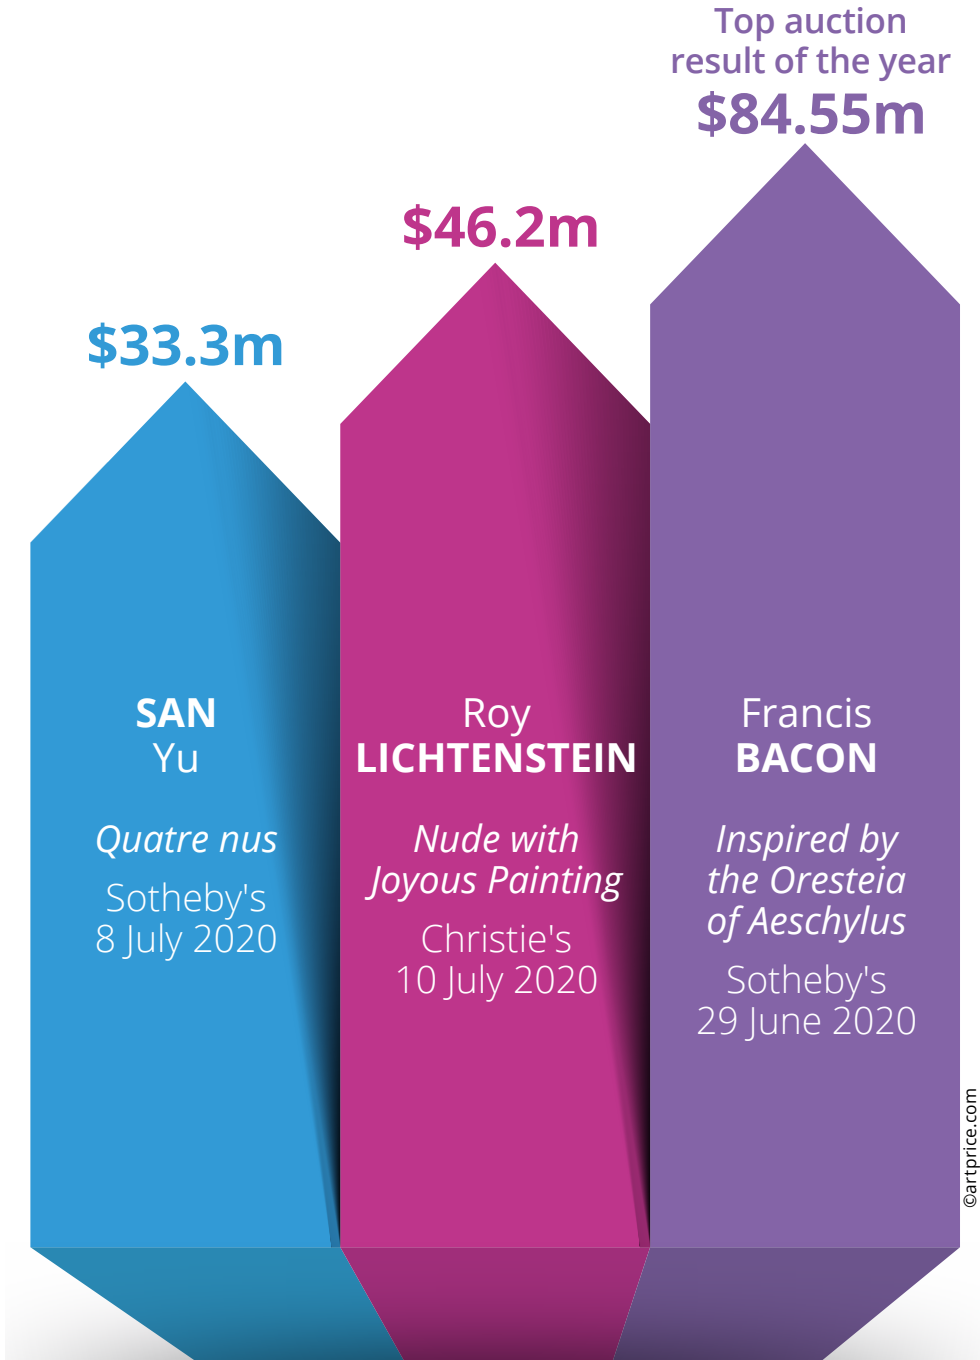 Top auction
result of the year
$84.55m
$46.2m
$33.3m
SAN
Yu
Quatre nus
Sotheby's
8 July 2020
Roy
LICHTENSTEIN
Nude with
Joyous Painting
Christie's
10 July 2020
Francis
BACON
Inspired by
the Oresteia
of Aeschylus
Sotheby's
29 June 2020
©artprice.com